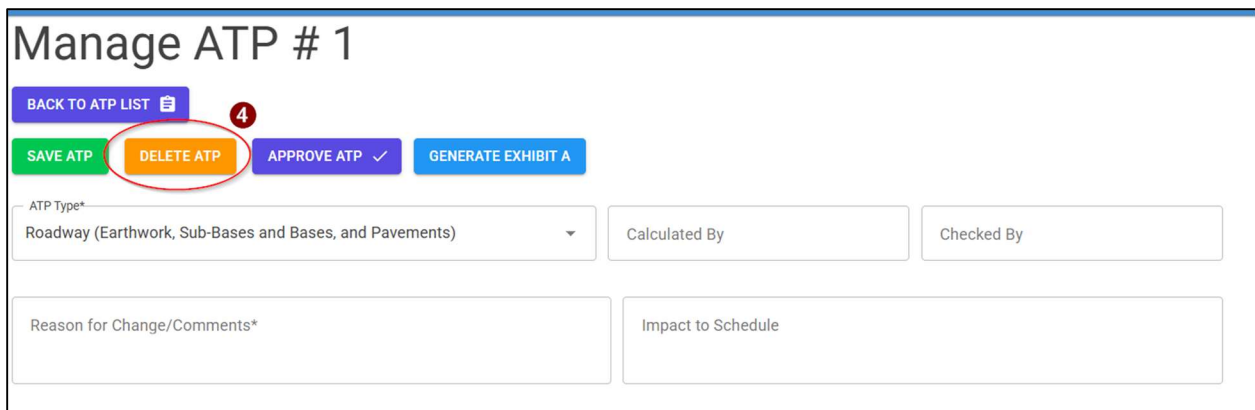 Manage ATP # 1
BACK TO ATP LIST
4
SAVE ATP DELETE ATP APPROVE ATP GENERATE EXHIBIT A
ATP Type*
Roadway (Earthwork, Sub-Bases and Bases, and Pavements) Calculated By Checked By
Reason for Change/Comments* Impact to Schedule